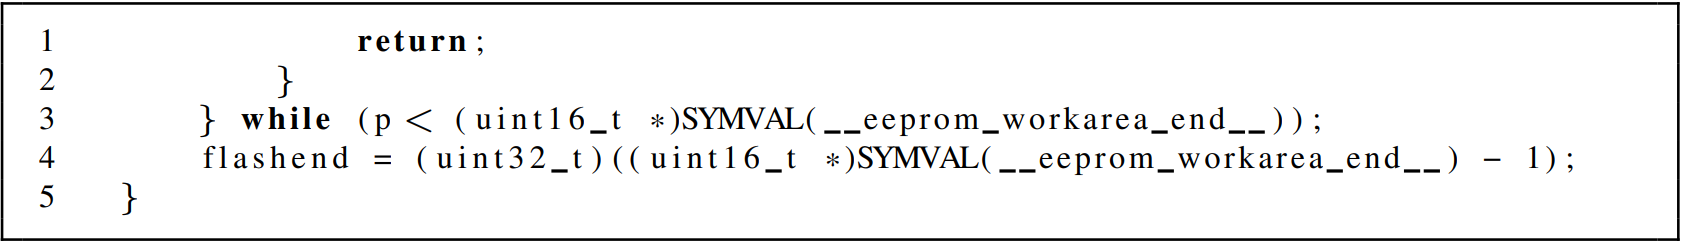 1 return;
2 }
3 } while (p < (uint16_t *)SYMVAL(__eeprom_workarea_end__));
4 flashend = (uint32_t)((uint16_t *)SYMVAL(__eeprom_workarea_end__) - 1);
5 }